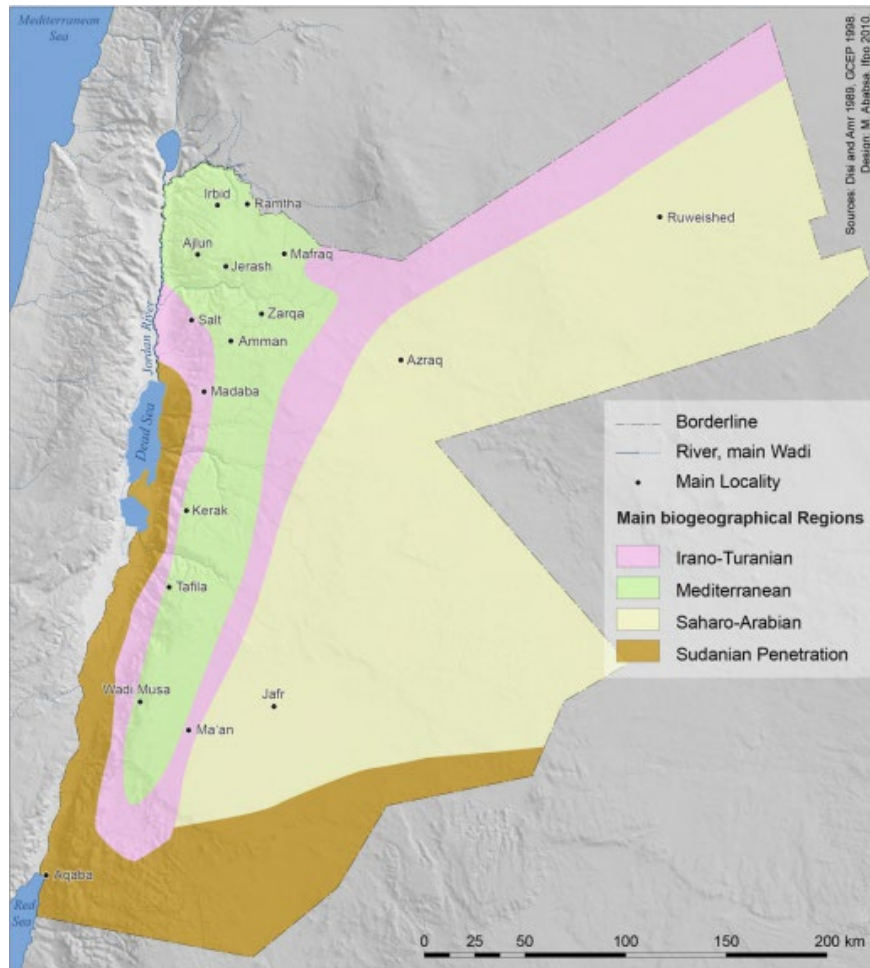 Mediterranean
Sea
Sources: Disi and Amr 1989, GCEP 1998.
Design: M. Ababsa. Ifpo 2010.
Irbid
Ramtha
Ruweished
Ajlun
Mafraq
Jerash
Jordan River
Salt
Zarqa
Amman
Azraq
Madaba
Dead Sea
Kerak
Tafila
Wadi Musa
Jafr
Ma'an
Aqaba
Red
Sea
Borderline
River, main Wadi
Main Locality
Main biogeographical Regions
Irano-Turanian
Mediterranean
Saharo-Arabian
Sudanian Penetration
0 25 50 100 150 200 km